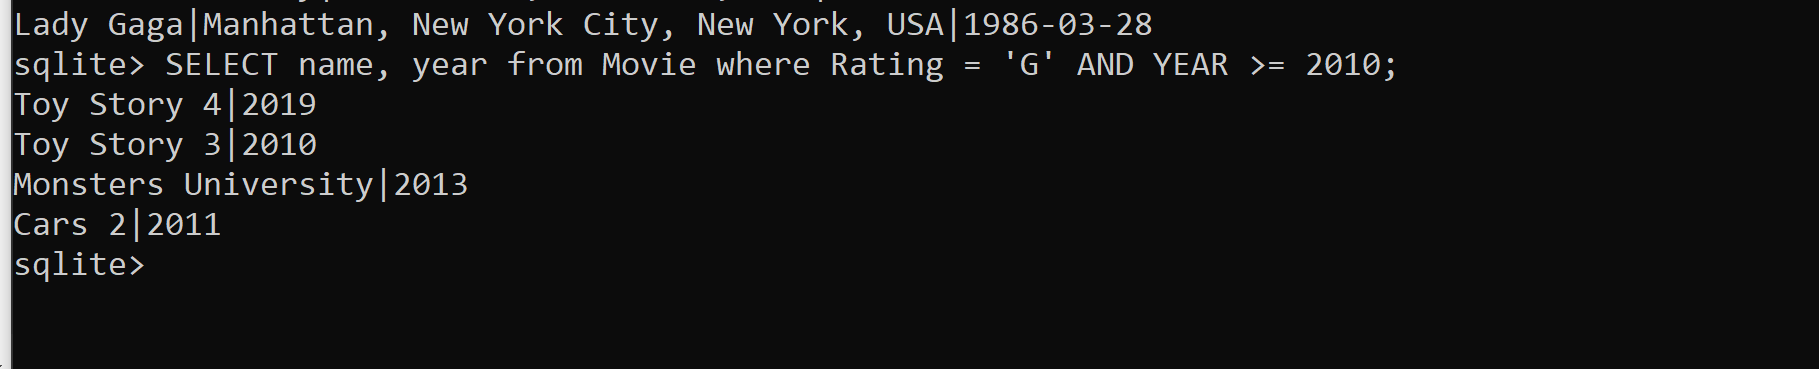 Lady Gaga|Manhattan, New York City, New York, USA|1986-03-28
sqlite> SELECT name, year from Movie where Rating = 'G' AND YEAR >= 2010;
Toy Story 4|2019
Toy Story 3|2010
Monsters University|2013
Cars 2|2011
sqlite>